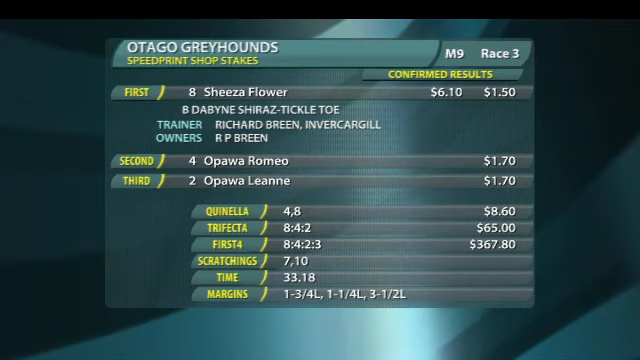 OTAGO GREYHOUNDS
SPEEDPRINT SHOP STAKES
M9 Race 3
CONFIRMED RESULTS
FIRST 8 Sheeza Flower $6.10 $1.50
B DABYNE SHIRAZ-TICKLE TOE
TRAINER RICHARD BREEN, INVERCARGILL
OWNERS R P BREEN
SECOND 4 Opawa Romeo $1.70
THIRD 2 Opawa Leanne $1.70
QUINELLA 4,8 $8.60
TRIFECTA 8:4:2 $65.00
FIRST4 8:4:2:3 $367.80
SCRATCHINGS 7,10
TIME 33.18
MARGINS 1-3/4L, 1-1/4L, 3-1/2L